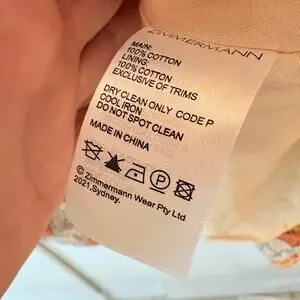 ZIMMERMANN
MAIN:
100% COTTON
LINING:
100% COTTON
EXCLUSIVE OF TRIMS
DRY CLEAN ONLY CODE P
COOL IRON
DO NOT SPOT CLEAN
MADE IN CHINA
P
© Zimmermann Wear Pty Ltd
2021, Sydney.